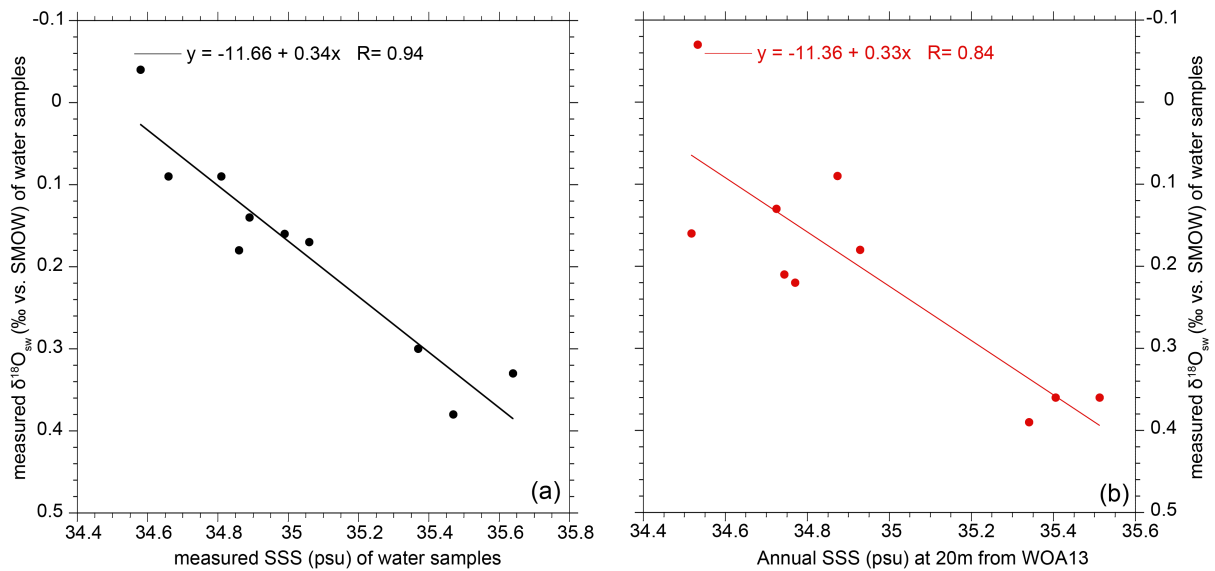 y = -11.66 + 0.34x   R= 0.94
-0.1
0
0.1
0.2
0.3
0.4
0.5
measured δ¹⁸Osw (‰ vs. SMOW) of water samples
(a)
34.4 34.6 34.8 35 35.2 35.4 35.6 35.8
measured SSS (psu) of water samples
y = -11.36 + 0.33x   R= 0.84
-0.1
0
0.1
0.2
0.3
0.4
0.5
measured δ¹⁸Osw (‰ vs. SMOW) of water samples
(b)
34.4 34.6 34.8 35 35.2 35.4 35.6
Annual SSS (psu) at 20m from WOA13